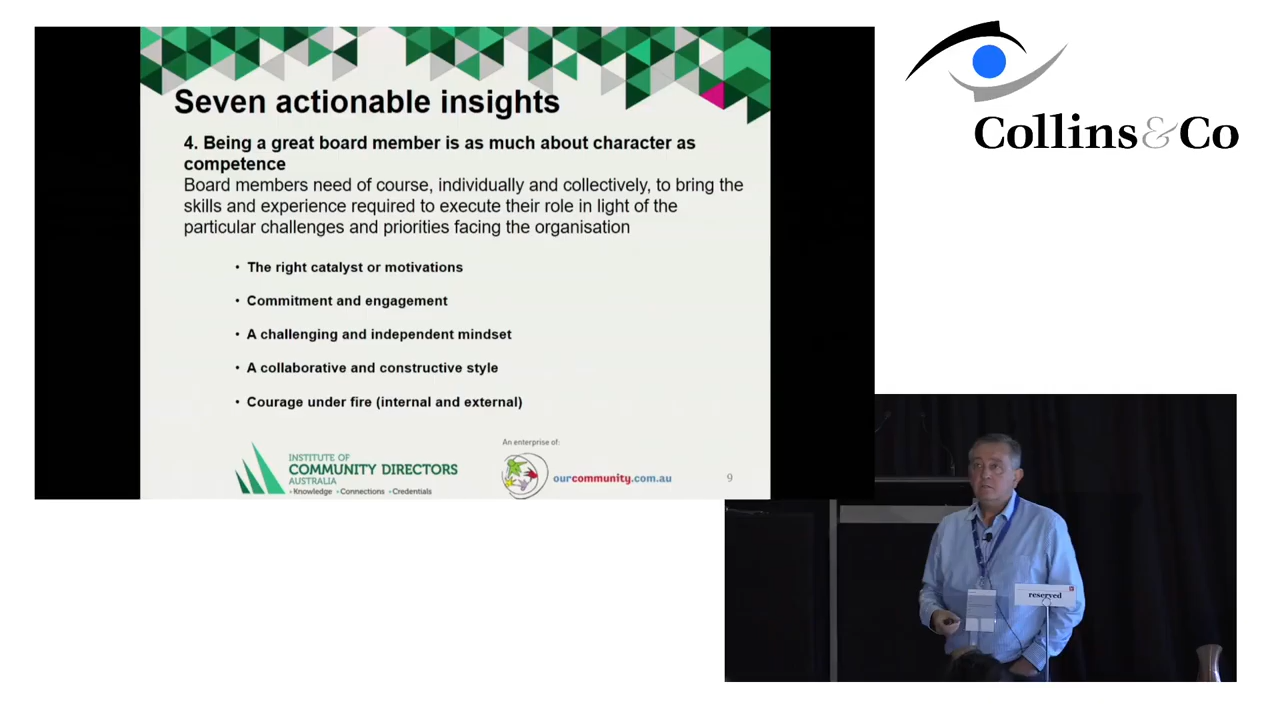 Seven actionable insights
4. Being a great board member is as much about character as
competence
Board members need of course, individually and collectively, to bring the
skills and experience required to execute their role in light of the
particular challenges and priorities facing the organisation
• The right catalyst or motivations
• Commitment and engagement
• A challenging and independent mindset
• A collaborative and constructive style
• Courage under fire (internal and external)
INSTITUTE OF
COMMUNITY DIRECTORS
AUSTRALIA
•Knowledge •Connections •Credentials
An enterprise of:
ourcommunity.com.au
9
Collins&Co
reserved